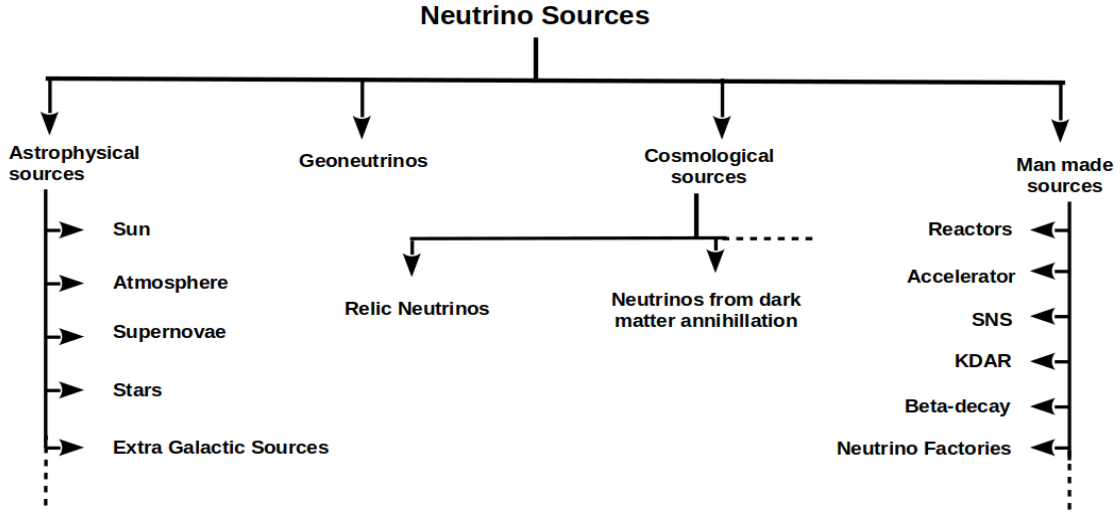 Neutrino Sources
Astrophysical
sources
Geoneutrinos
Cosmological
sources
Man made
sources
Sun
Atmosphere
Supernovae
Stars
Extra Galactic Sources
Relic Neutrinos
Neutrinos from dark
matter annihillation
Reactors
Accelerator
SNS
KDAR
Beta-decay
Neutrino Factories